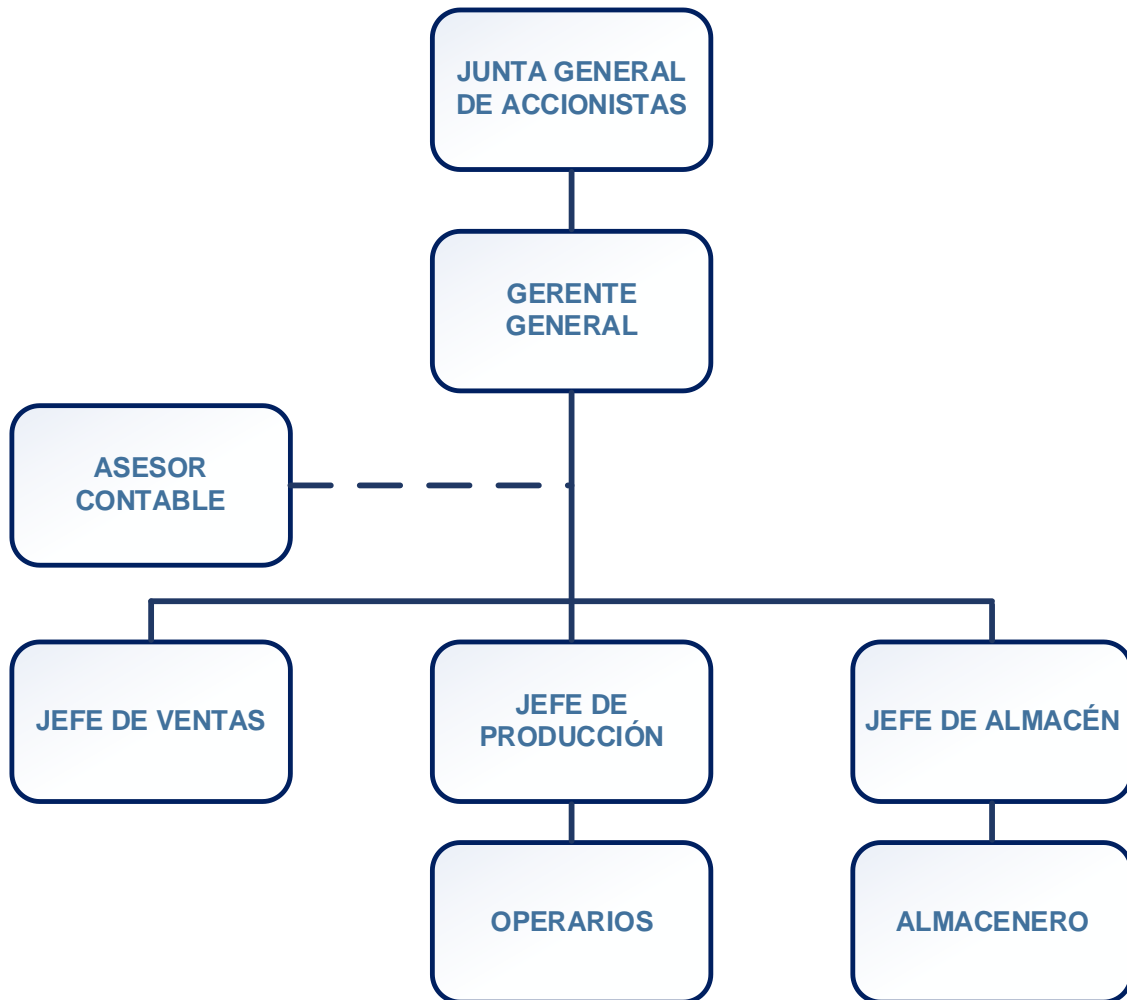 JUNTA GENERAL
DE ACCIONISTAS
GERENTE
GENERAL
ASESOR
CONTABLE
JEFE DE VENTAS
JEFE DE
PRODUCCIÓN
JEFE DE ALMACÉN
OPERARIOS
ALMACENERO